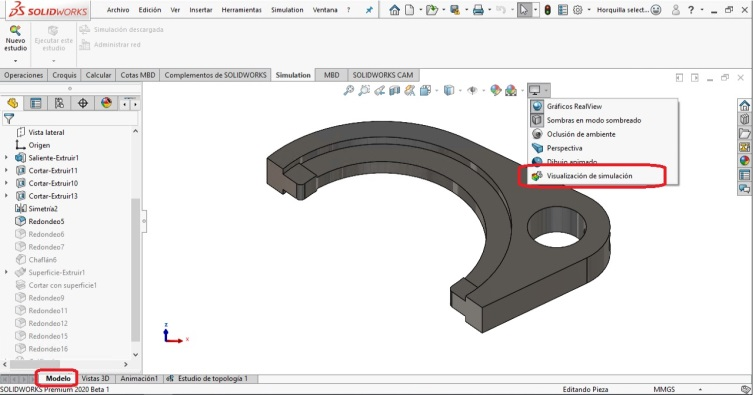 SOLIDWORKS Archivo Edición Ver Insertar Herramientas Simulation Ventana ? Horquilla select...
Nuevo estudio
Ejecutar este estudio
Simulación descargada
Administrar red
Operaciones Croquis Calcular Cotas MBD Complementos de SOLIDWORKS Simulation MBD SOLIDWORKS CAM
Gráficos RealView
Sombras en modo sombreado
Oclusión de ambiente
Perspectiva
Dibujo animado
Visualización de simulación
Vista lateral
Origen
Saliente-Extruir1
Cortar-Extruir11
Cortar-Extruir10
Cortar-Extruir13
Simetría2
Redondeo5
Redondeo6
Redondeo7
Chaflán6
Superficie-Extruir1
Cortar con superficie1
Redondeo9
Redondeo11
Redondeo12
Redondeo15
Redondeo16
z
x
Modelo Vistas 3D Animación1 Estudio de topología 1
SOLIDWORKS Premium 2020 Beta 1 Editando Pieza MMGS